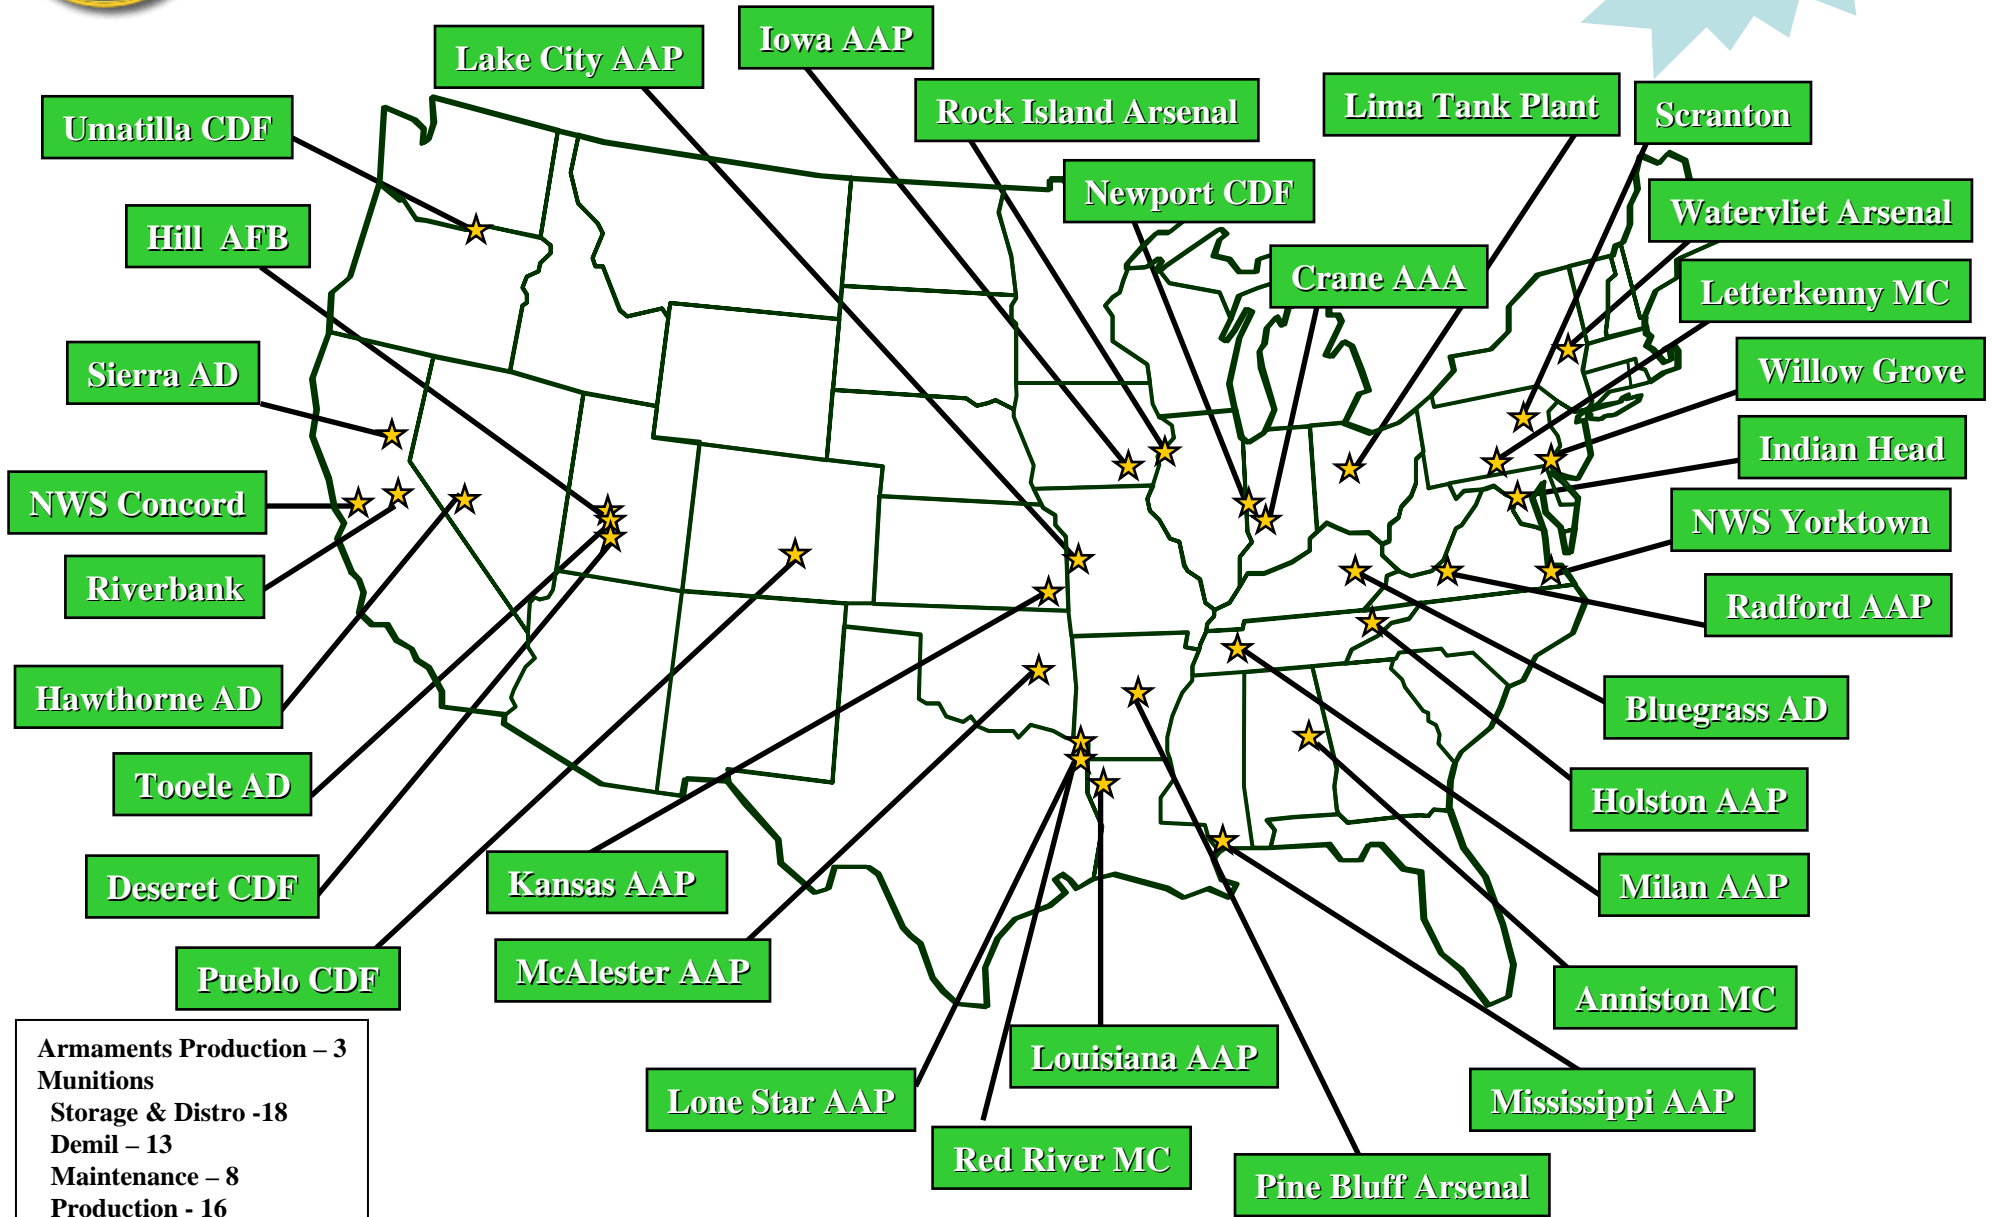 Iowa AAP
Lake City AAP
Rock Island Arsenal
Lima Tank Plant
Scranton
Umatilla CDF
Newport CDF
Watervliet Arsenal
Hill  AFB
Crane AAA
Letterkenny MC
Sierra AD
Willow Grove
Indian Head
NWS Concord
NWS Yorktown
Riverbank
Radford AAP
Hawthorne AD
Bluegrass AD
Tooele AD
Holston AAP
Deseret CDF
Kansas AAP
Milan AAP
Pueblo CDF
McAlester AAP
Anniston MC
Louisiana AAP
Lone Star AAP
Mississippi AAP
Red River MC
Pine Bluff Arsenal
Armaments Production – 3
Munitions
Storage & Distro -18
Demil – 13
Maintenance – 8
Production - 16